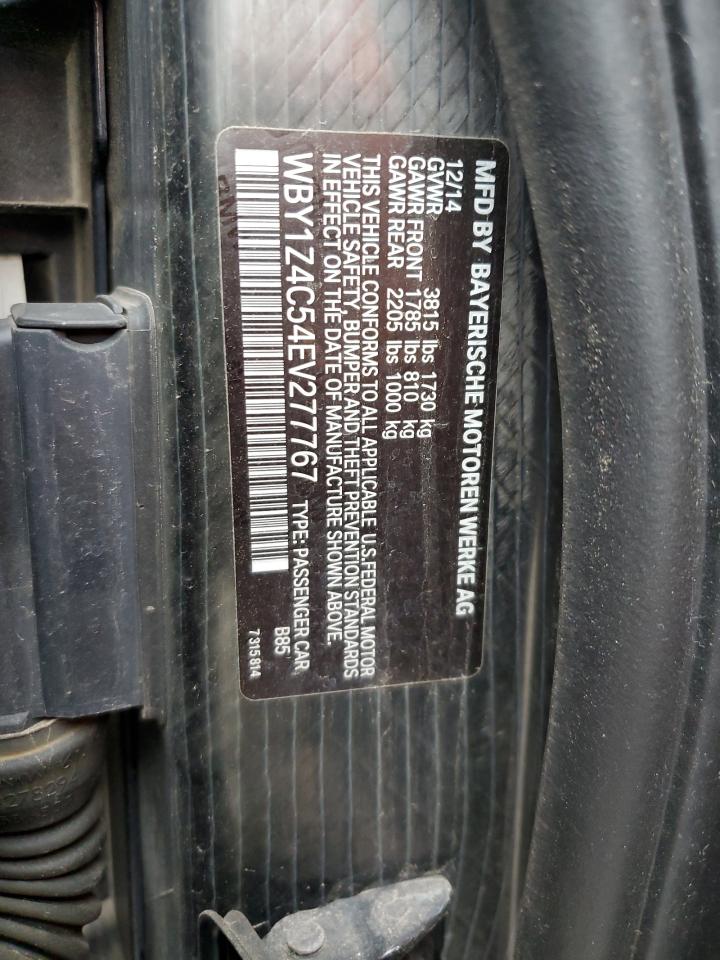 MFD BY BAYERISCHE MOTOREN WERKE AG
12/14
GVWR 3815 lbs 1730 kg
GAWR FRONT 1785 lbs 810 kg
GAWR REAR 2205 lbs 1000 kg
THIS VEHICLE CONFORMS TO ALL APPLICABLE U.S.FEDERAL MOTOR
VEHICLE SAFETY, BUMPER AND THEFT PREVENTION STANDARDS
IN EFFECT ON THE DATE OF MANUFACTURE SHOWN ABOVE.
WBY1Z4C54EV277767 TYPE: PASSENGER CAR
B85
7315814